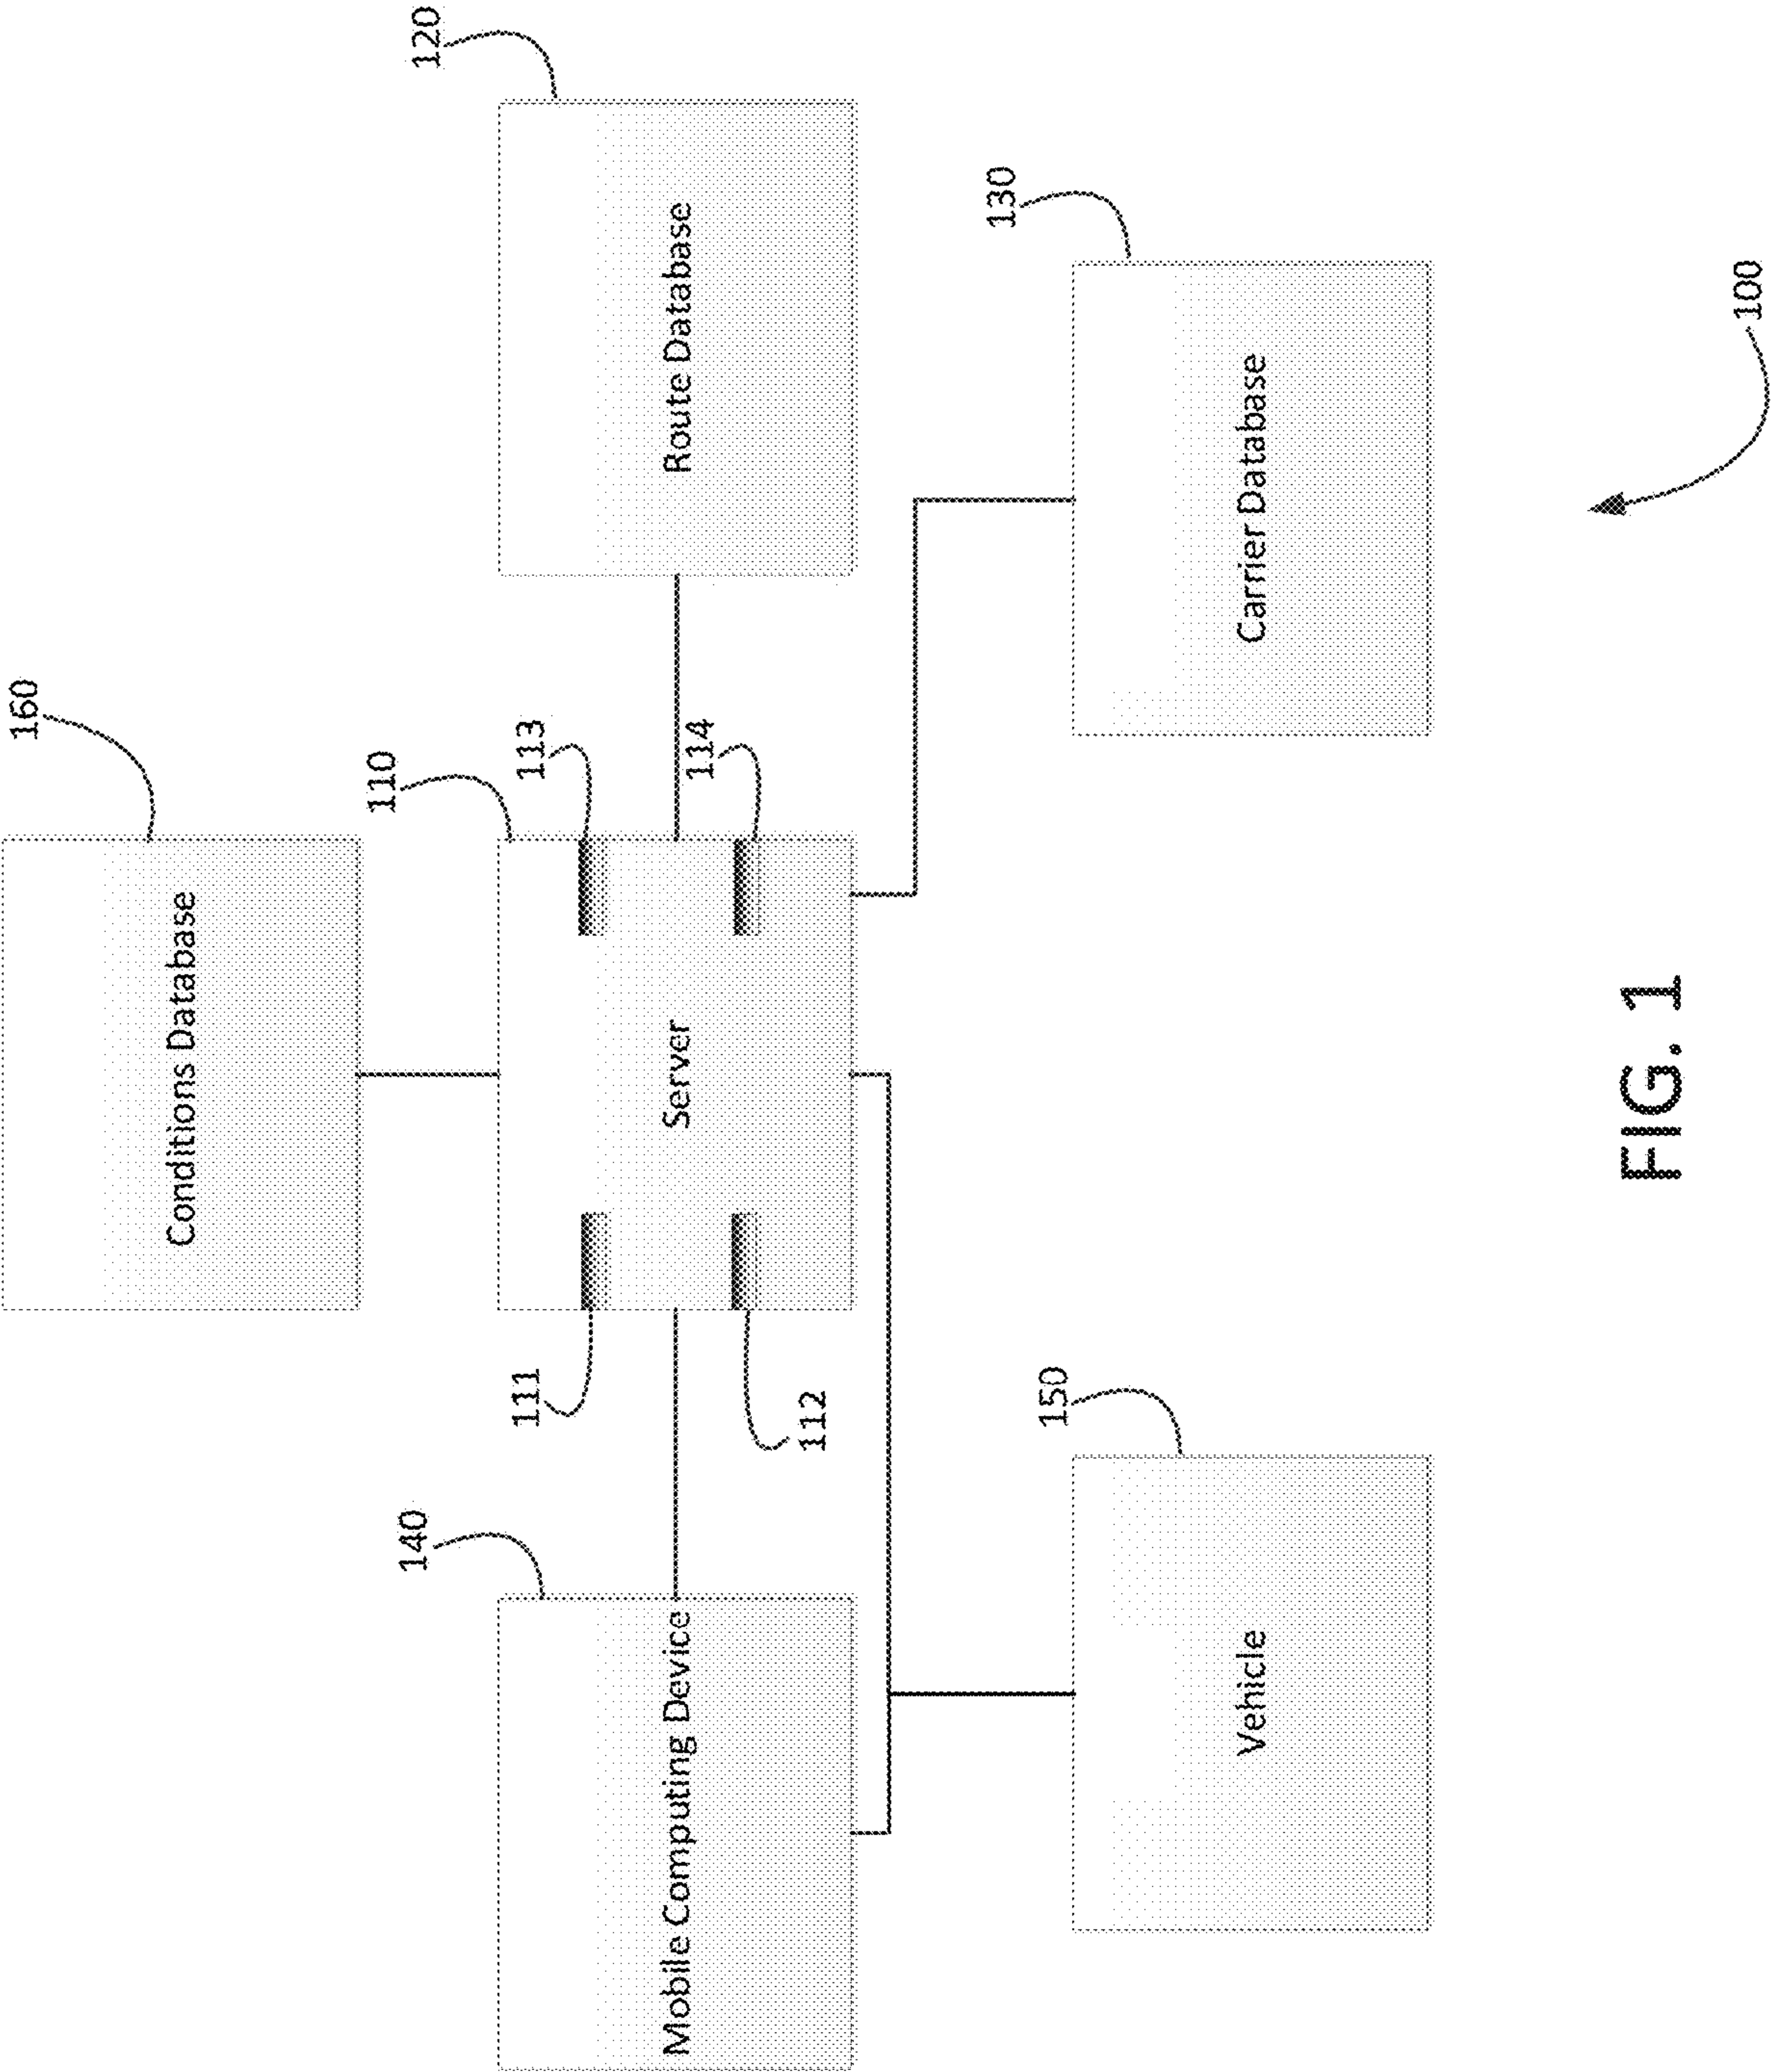 160
Conditions Database
140
110
120
111
113
Mobile Computing Device
Server
Route Database
112
114
150
130
Vehicle
Carrier Database
FIG. 1
100